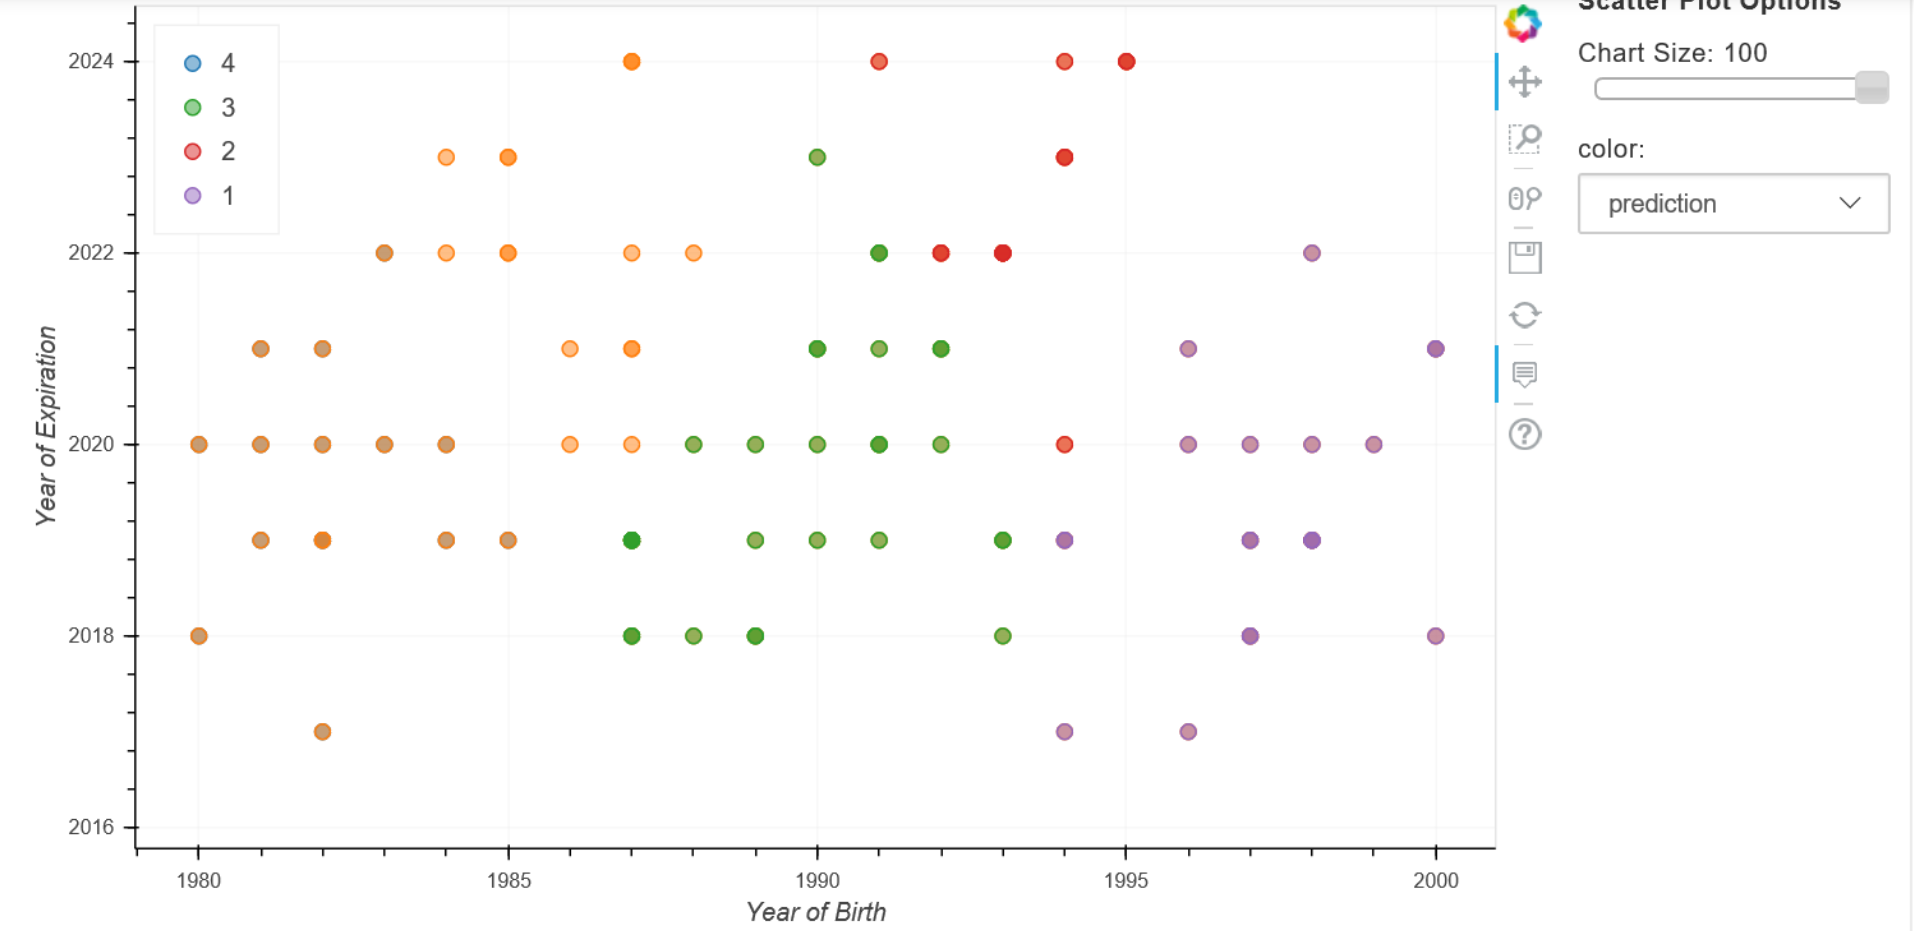 Scatter Plot Options
Chart Size: 100
color:
prediction
4
3
2
1
Year of Expiration
2024
2022
2020
2018
2016
1980 1985 1990 1995 2000
Year of Birth